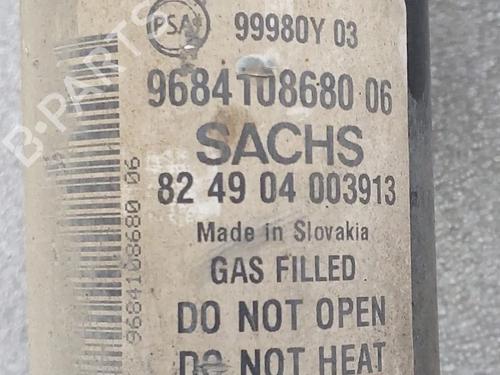 PSA 99980Y 03
9684108680 06
SACHS
82 49 04 003913
Made in Slovakia
GAS FILLED
DO NOT OPEN
DO NOT HEAT
9684108680 06
B-PARTS